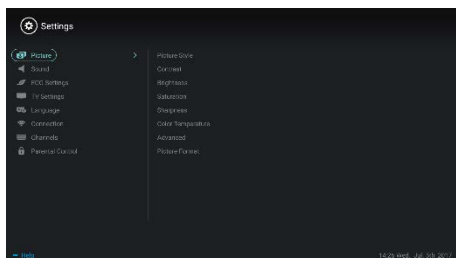 Settings
Picture
Sound
ECO Settings
TV Settings
Language
Connection
Channels
Parental Control
Picture Style
Contrast
Brightness
Saturation
Sharpness
Color Temperature
Advanced
Picture Format
Help
14:26 Wed, Jul, 5th 2017